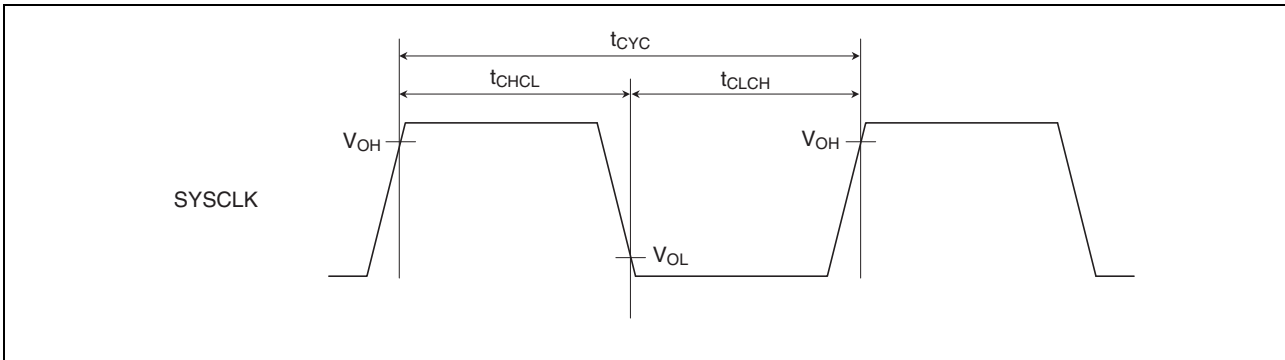 tCYC
tCHCL
tCLCH
VOH
VOH
SYSCLK
VOL